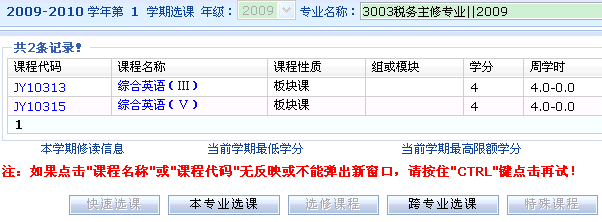 2009-2010 学年第 1 学期选课 年级： 2009 专业名称： 3003税务主修专业||2009
共2条记录！
课程代码 课程名称 课程性质 组或模块 学分 周学时
JY10313 综合英语（Ⅲ） 板块课 4 4.0-0.0
JY10315 综合英语（Ⅴ） 板块课 4 4.0-0.0
1
本学期修读信息 当前学期最低学分 当前学期最高限额学分
注：如果点击"课程名称"或"课程代码"无反映或不能弹出新窗口，请按住"CTRL"键点击再试！
快速选课 本专业选课 选修课程 跨专业选课 特殊课程